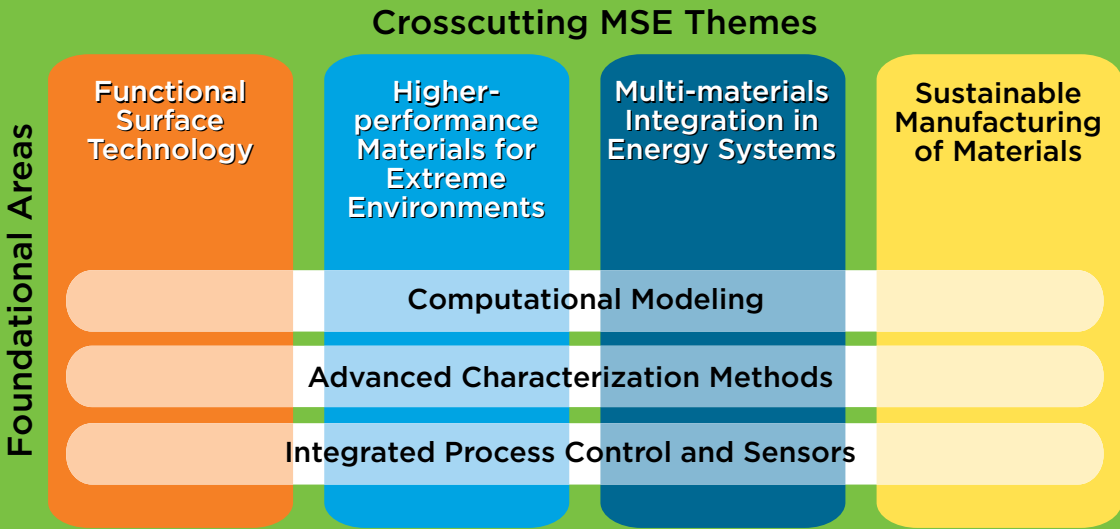 Crosscutting MSE Themes
Foundational Areas
Functional
Surface
Technology
Higher-
performance
Materials for
Extreme
Environments
Multi-materials
Integration in
Energy Systems
Sustainable
Manufacturing
of Materials
Computational Modeling
Advanced Characterization Methods
Integrated Process Control and Sensors